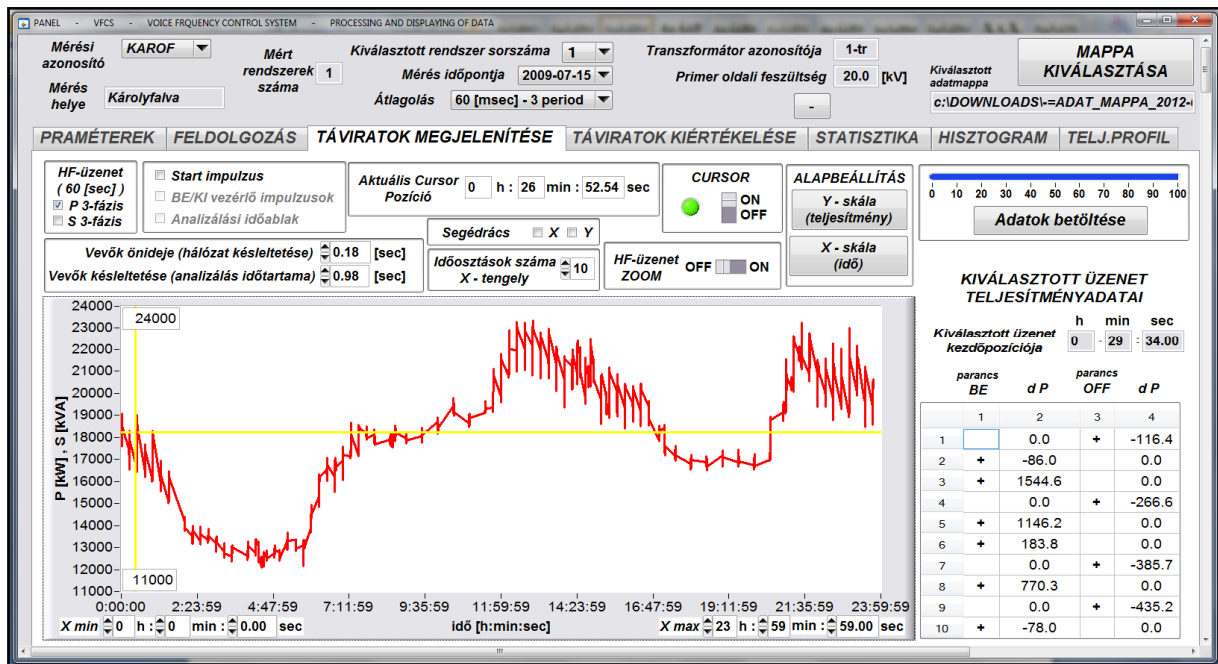 PANEL - VFCS - VOICE FRQUENCY CONTROL SYSTEM - PROCESSING AND DISPLAYING OF DATA
Mérési azonosító KAROF
Mérés helye Károlyfalva
Mért rendszerek száma 1
Kiválasztott rendszer sorszáma 1
Mérés időpontja 2009-07-15
Átlagolás 60 [msec] - 3 period
Transzformátor azonosítója 1-tr
Primer oldali feszültség 20.0 [kV]
-
Kiválasztott adatmappa
MAPPA KIVÁLASZTÁSA
c:\DOWNLOADS\-=ADAT_MAPPA_2012-
PRAMÉTEREK FELDOLGOZÁS TÁVIRATOK MEGJELENÍTÉSE TÁVIRATOK KIÉRTÉKELÉSE STATISZTIKA HISZTOGRAM TELJ.PROFIL
HF-üzenet
( 60 [sec] )
P 3-fázis
S 3-fázis
Start impulzus
BE/KI vezérlő impulzusok
Analizálási időablak
Aktuális Cursor Pozíció 0 h : 26 min : 52.54 sec
Segédrács X Y
CURSOR
ON
OFF
ALAPBEÁLLÍTÁS
Y - skála
(teljesítmény)
X - skála
(idő)
0 10 20 30 40 50 60 70 80 90 100
Adatok betöltése
Vevők önideje (hálózat késleltetése) 0.18 [sec]
Vevők késleltetése (analizálás időtartama) 0.98 [sec]
Időosztások száma
X - tengely 10
HF-üzenet
ZOOM OFF ON
P [kW] , S [kVA]
24000
23000
22000
21000
20000
19000
18000
17000
16000
15000
14000
13000
12000
11000
24000
11000
0:00:00 2:23:59 4:47:59 7:11:59 9:35:59 11:59:59 14:23:59 16:47:59 19:11:59 21:35:59 23:59:59
X min 0 h : 0 min : 0.00 sec
idő [h:min:sec]
X max 23 h : 59 min : 59.00 sec
KIVÁLASZTOTT ÜZENET
TELJESÍTMÉNYADATAI
h min sec
Kiválasztott üzenet
kezdőpozíciója 0 - 29 : 34.00
parancs parancs
BE d P OFF d P
1 2 3 4
1 0.0 + -116.4
2 + -86.0 0.0
3 + 1544.6 0.0
4 0.0 + -266.6
5 + 1146.2 0.0
6 + 183.8 0.0
7 0.0 + -385.7
8 + 770.3 0.0
9 0.0 + -435.2
10 + -78.0 0.0